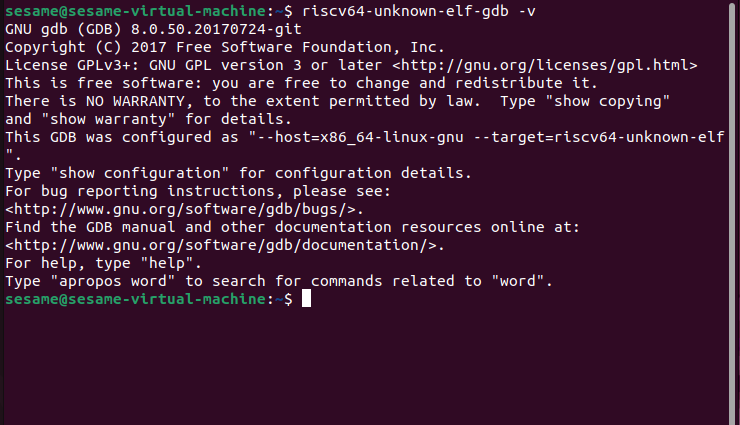 sesame@sesame-virtual-machine:~$ riscv64-unknown-elf-gdb -v
GNU gdb (GDB) 8.0.50.20170724-git
Copyright (C) 2017 Free Software Foundation, Inc.
License GPLv3+: GNU GPL version 3 or later <http://gnu.org/licenses/gpl.html>
This is free software: you are free to change and redistribute it.
There is NO WARRANTY, to the extent permitted by law.  Type "show copying"
and "show warranty" for details.
This GDB was configured as "--host=x86_64-linux-gnu --target=riscv64-unknown-elf
".
Type "show configuration" for configuration details.
For bug reporting instructions, please see:
<http://www.gnu.org/software/gdb/bugs/>.
Find the GDB manual and other documentation resources online at:
<http://www.gnu.org/software/gdb/documentation/>.
For help, type "help".
Type "apropos word" to search for commands related to "word".
sesame@sesame-virtual-machine:~$